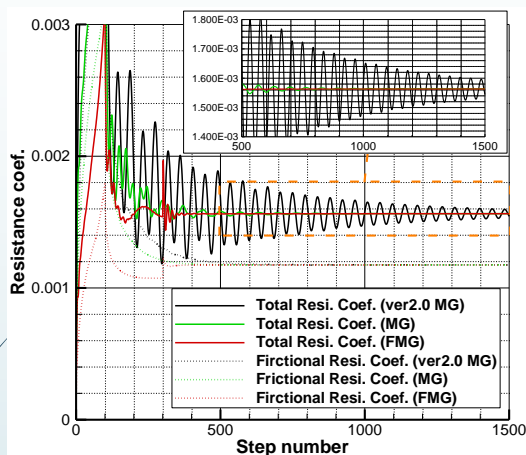 0.003
0.002
0.001
0
Resistance coef.
1.800E-03
1.700E-03
1.600E-03
1.500E-03
1.400E-03
500
1000
1500
Total Resi. Coef. (ver2.0 MG)
Total Resi. Coef. (MG)
Total Resi. Coef. (FMG)
Firctional Resi. Coef. (ver2.0 MG)
Frictional Resi. Coef. (MG)
Firctional Resi. Coef. (FMG)
0
500
1000
1500
Step number